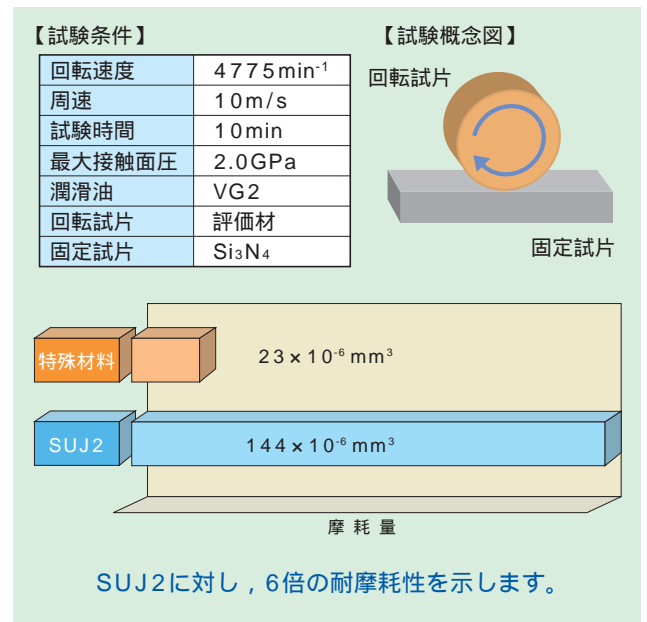 【試験条件】
回転速度 4775min⁻¹
周速 10m/s
試験時間 10min
最大接触面圧 2.0GPa
潤滑油 VG2
回転試片 評価材
固定試片 Si₃N₄
【試験概念図】
回転試片
固定試片
特殊材料 23×10⁻⁶mm³
SUJ2 144×10⁻⁶mm³
摩耗量
SUJ2に対し，6倍の耐摩耗性を示します。